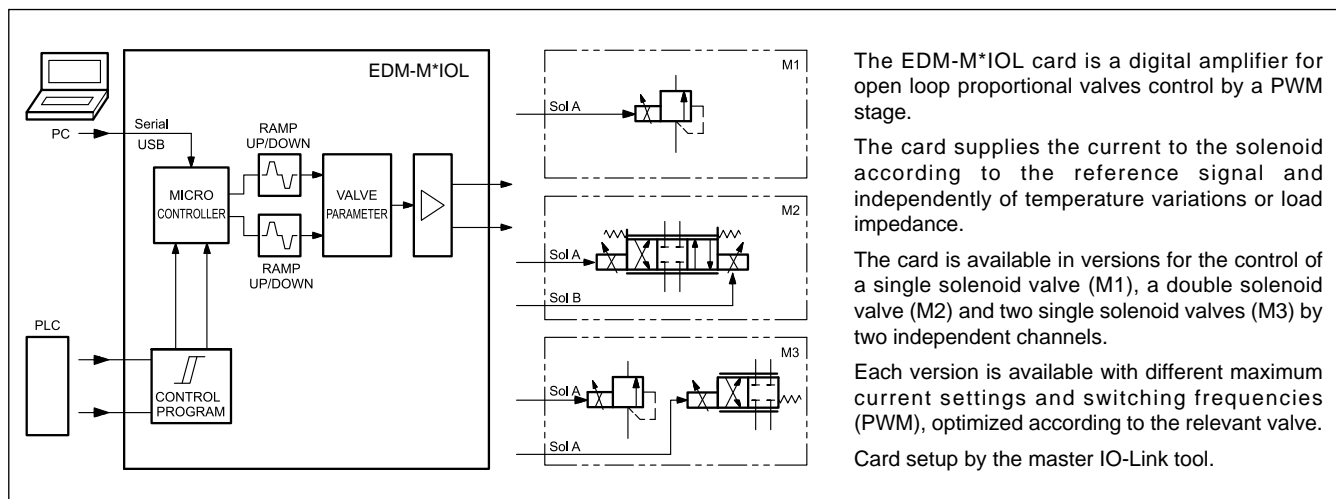 EDM-M*IOL
PC
Serial
USB
RAMP
UP/DOWN
MICRO
CONTROLLER
VALVE
PARAMETER
RAMP
UP/DOWN
PLC
CONTROL
PROGRAM
M1
Sol A
M2
Sol A
Sol B
M3
Sol A
Sol A
The EDM-M*IOL card is a digital amplifier for
open loop proportional valves control by a PWM
stage.
The card supplies the current to the solenoid
according to the reference signal and
independently of temperature variations or load
impedance.
The card is available in versions for the control of
a single solenoid valve (M1), a double solenoid
valve (M2) and two single solenoid valves (M3) by
two independent channels.
Each version is available with different maximum
current settings and switching frequencies
(PWM), optimized according to the relevant valve.
Card setup by the master IO-Link tool.